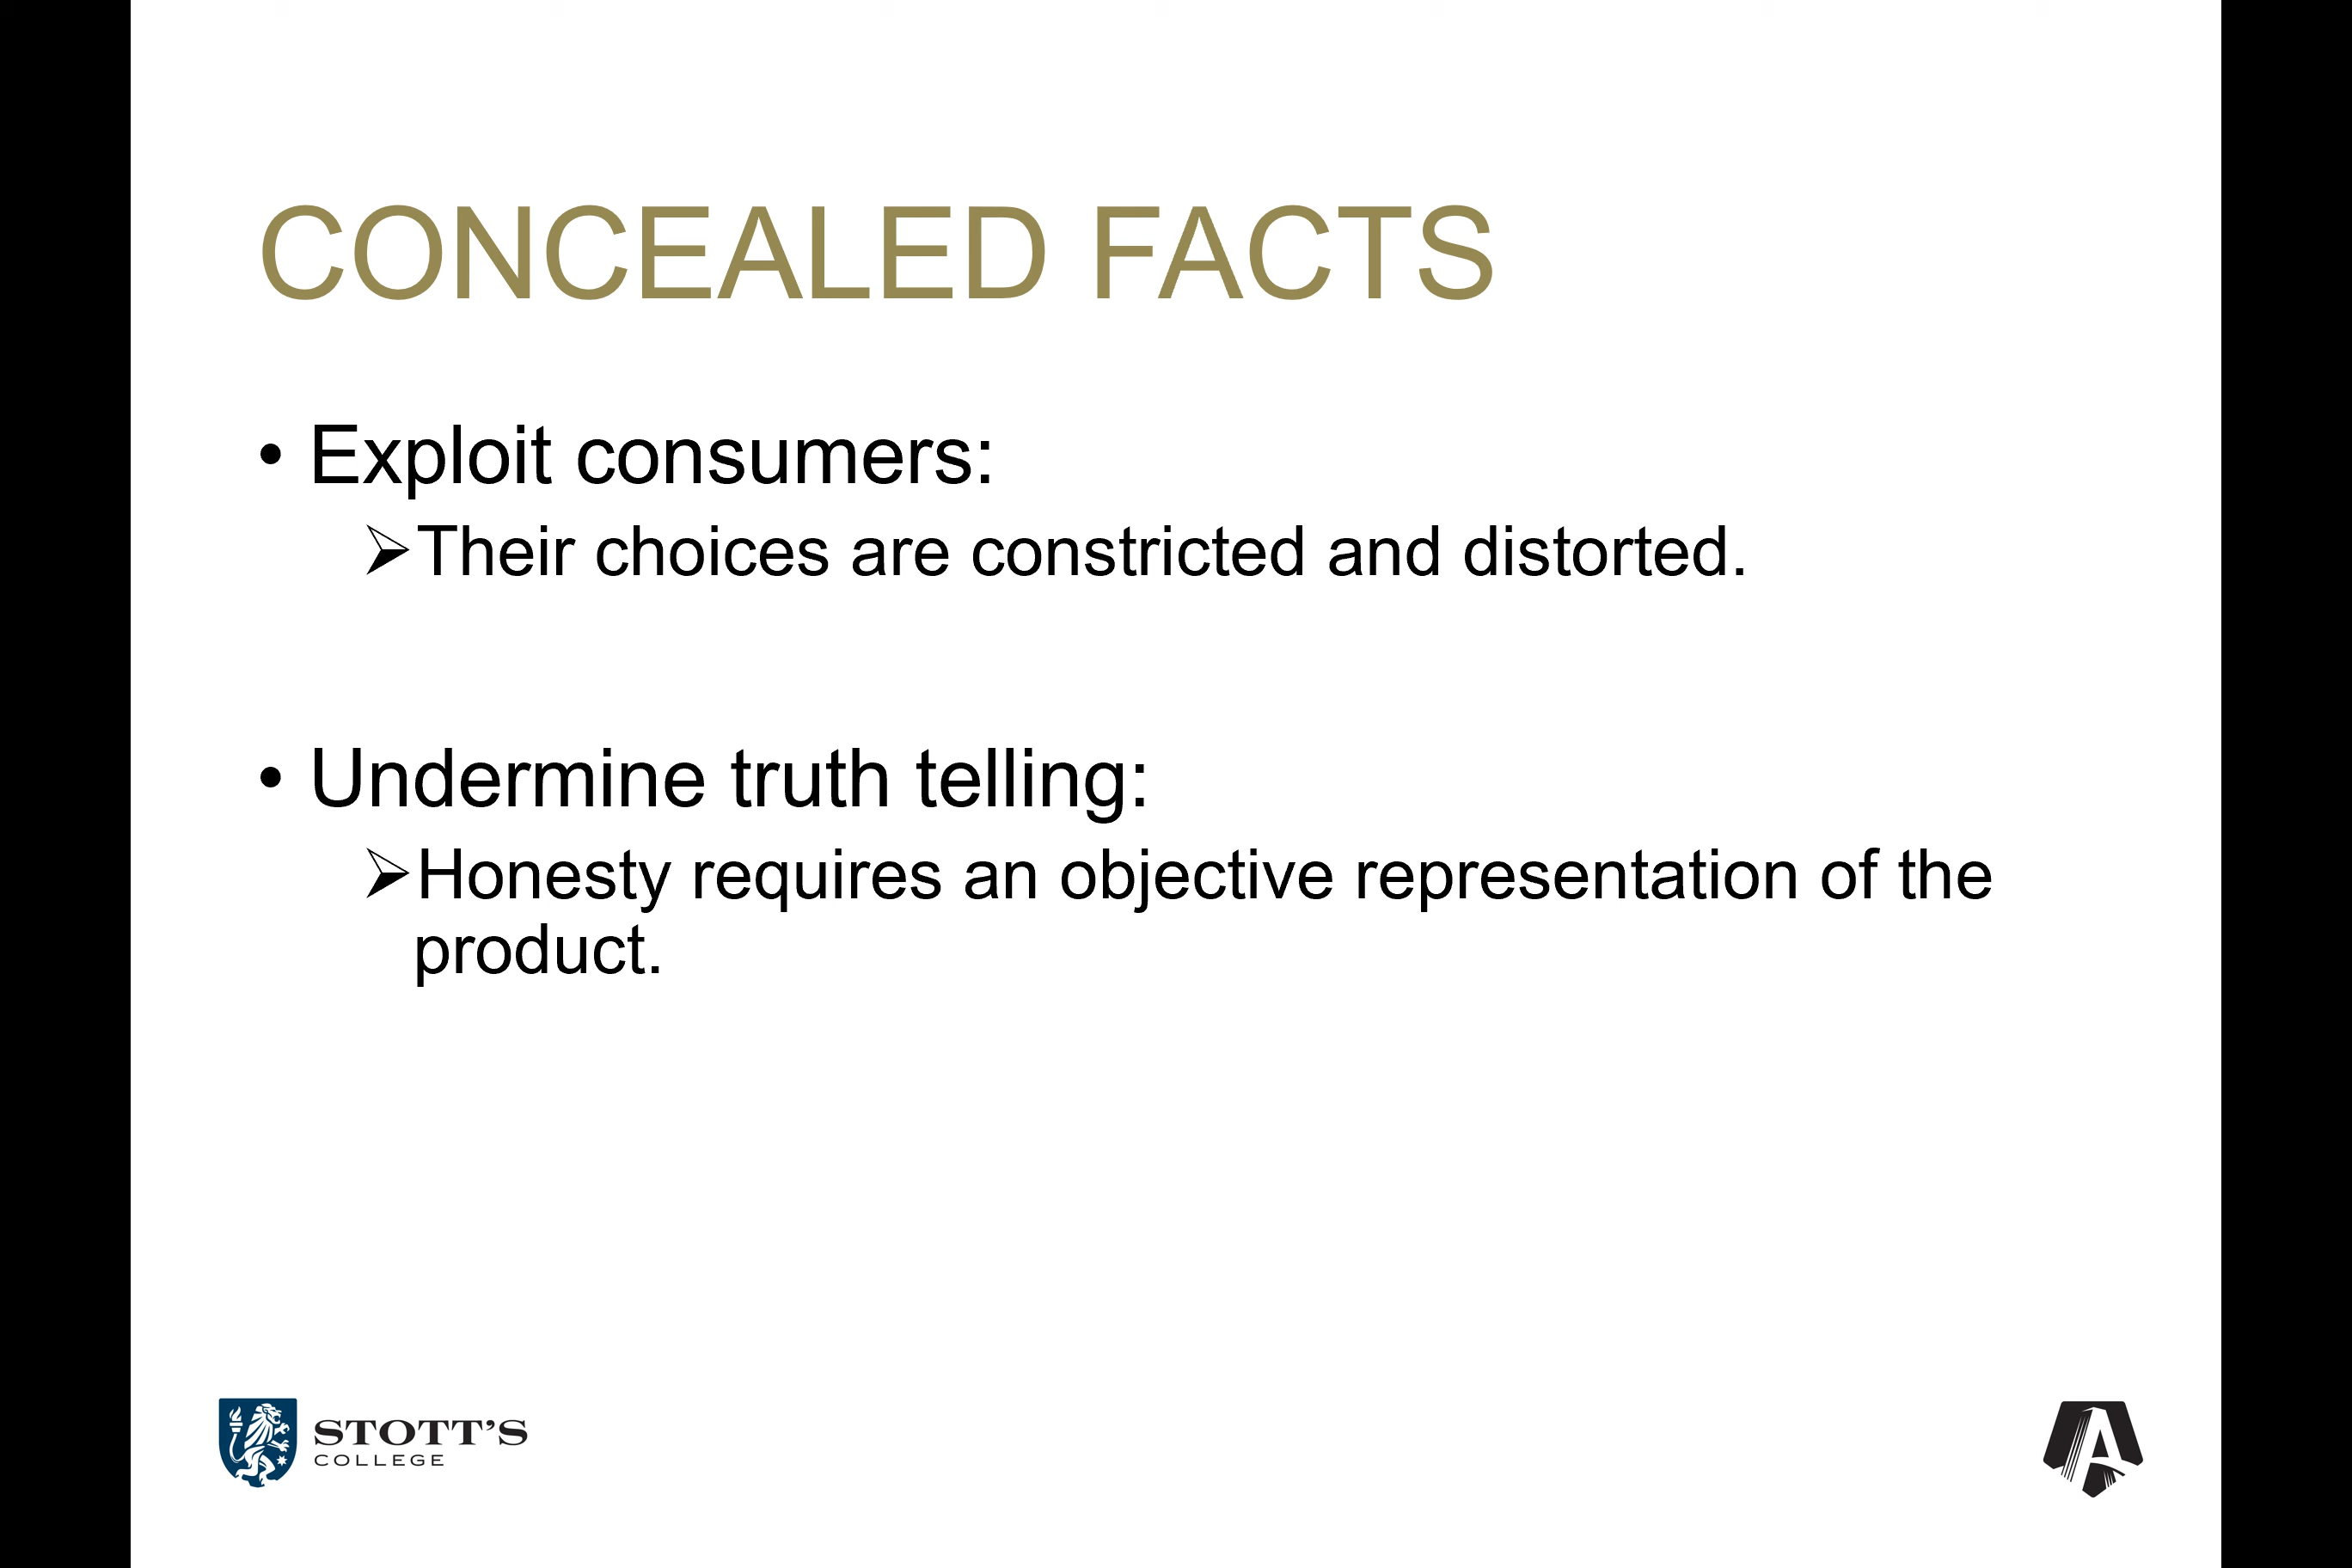 CONCEALED FACTS
• Exploit consumers:
➢Their choices are constricted and distorted.
• Undermine truth telling:
➢Honesty requires an objective representation of the
product.
STOTT'S
COLLEGE
A